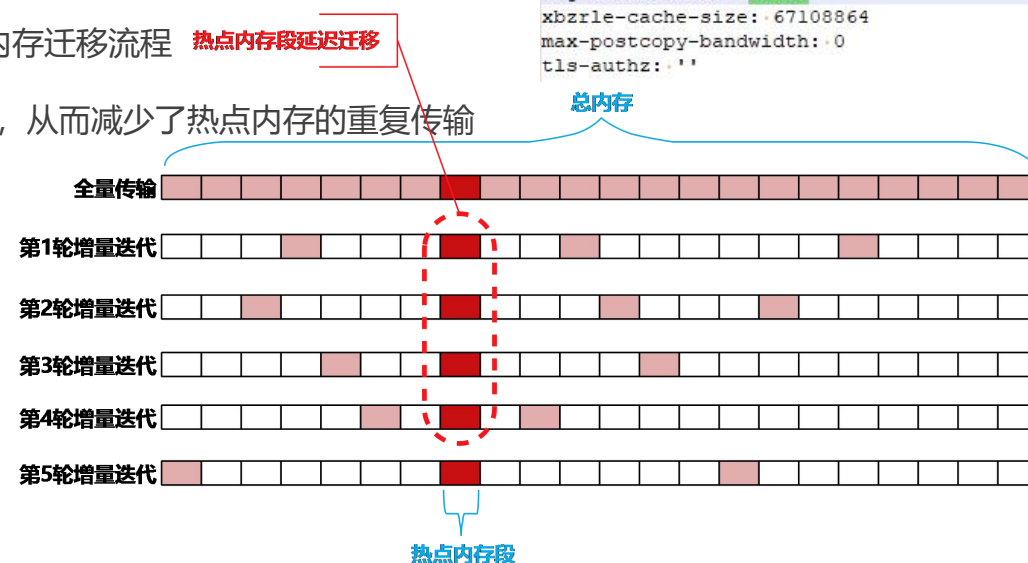 xbzrle-cache-size: 67108864
max-postcopy-bandwidth: 0
tls-authz: ''
内存迁移流程
热点内存段延迟迁移
，从而减少了热点内存的重复传输
总内存
全量传输
第1轮增量迭代
第2轮增量迭代
第3轮增量迭代
第4轮增量迭代
第5轮增量迭代
热点内存段